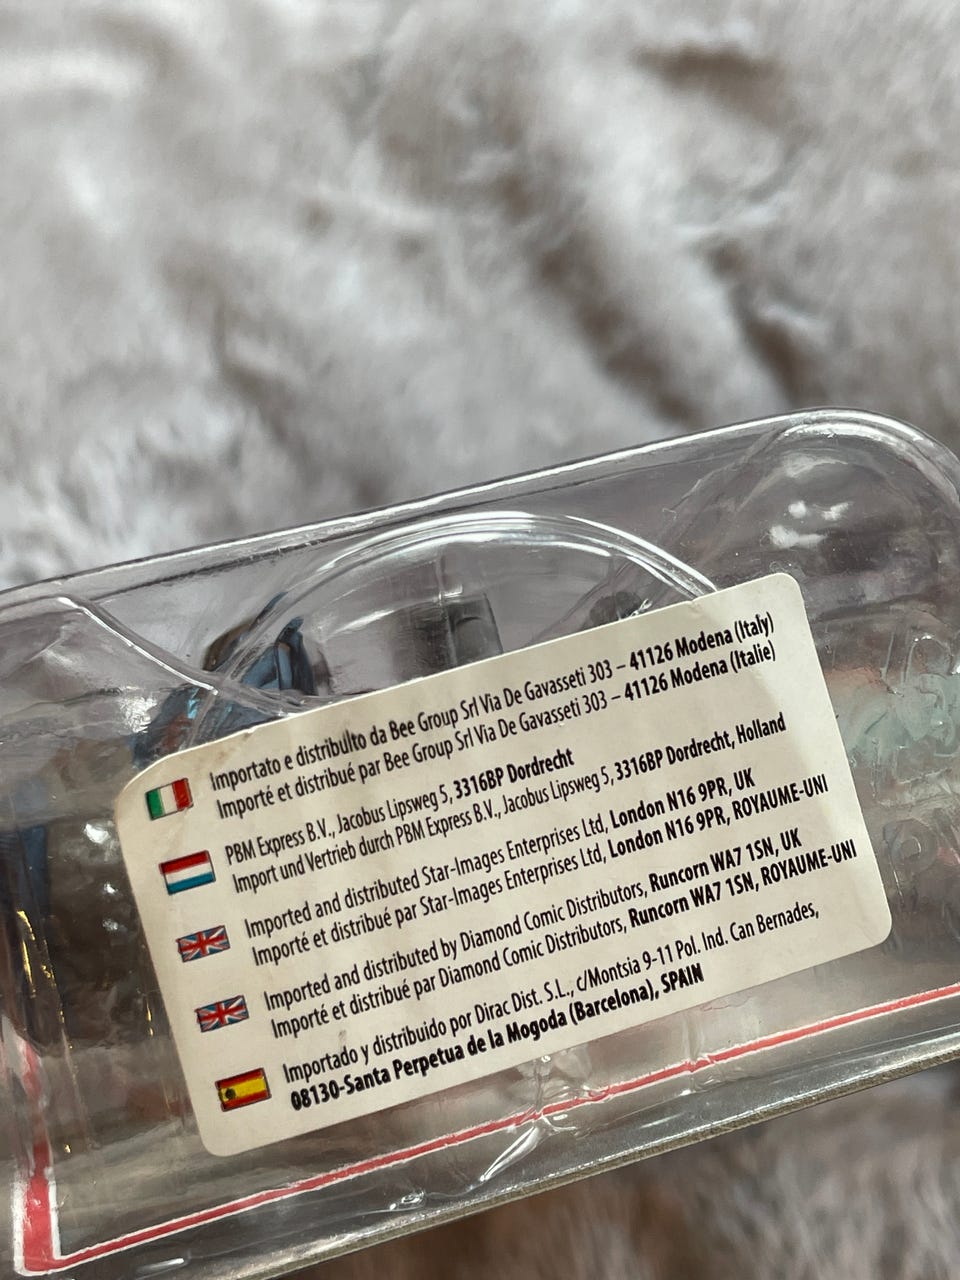 Importato e distribuito da Bee Group Srl Via De Gavasseti 303 – 41126 Modena (Italy)
Importé et distribué par Bee Group Srl Via De Gavasseti 303 – 41126 Modena (Italie)
PBM Express B.V., Jacobus Lipsweg 5, 3316BP Dordrecht
Import und Vertrieb durch PBM Express B.V., Jacobus Lipsweg 5, 3316BP Dordrecht, Holland
Imported and distributed Star-Images Enterprises Ltd, London N16 9PR, UK
Importé et distribué par Star-Images Enterprises Ltd, London N16 9PR, ROYAUME-UNI
Imported and distributed by Diamond Comic Distributors, Runcorn WA7 1SN, UK
Importé et distribué par Diamond Comic Distributors, Runcorn WA7 1SN, ROYAUME-UNI
Importado y distribuido por Dirac Dist. S.L., c/Montsia 9-11 Pol. Ind. Can Bernades,
08130-Santa Perpetua de la Mogoda (Barcelona), SPAIN